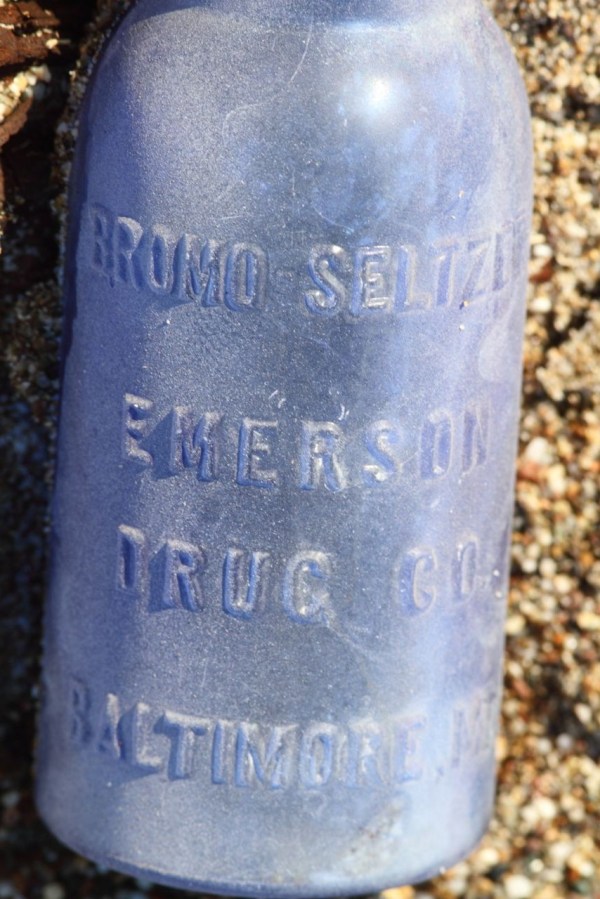 BROMO-SELTZER
EMERSON
DRUG CO.
BALTIMORE, MD